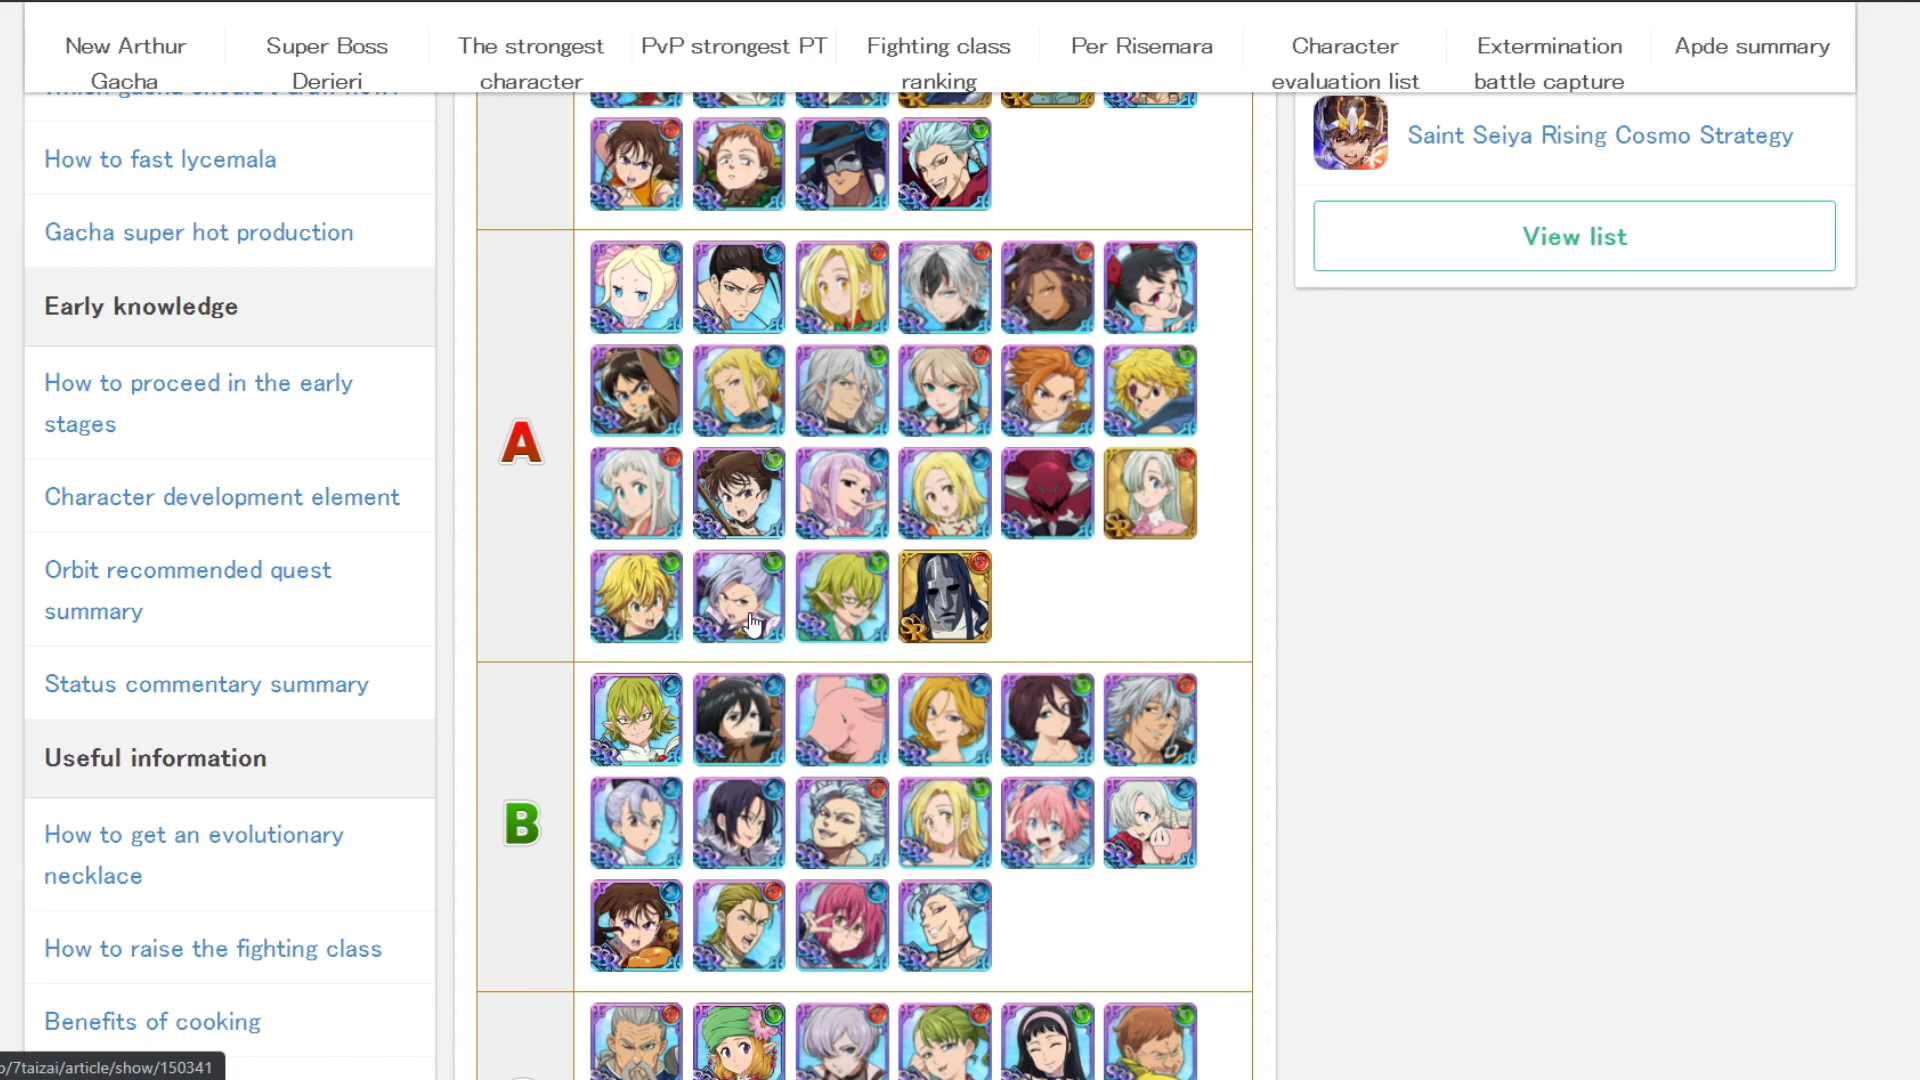 New Arthur
Gacha
Super Boss
Derieri
The strongest
character
PvP strongest PT
Fighting class
ranking
Per Risemara
Character
evaluation list
Extermination
battle capture
Apde summary
How to fast lycemala
Gacha super hot production
Early knowledge
How to proceed in the early
stages
Character development element
Orbit recommended quest
summary
Status commentary summary
Useful information
How to get an evolutionary
necklace
How to raise the fighting class
Benefits of cooking
/7taizai/article/show/150341
A
B
Saint Seiya Rising Cosmo Strategy
View list